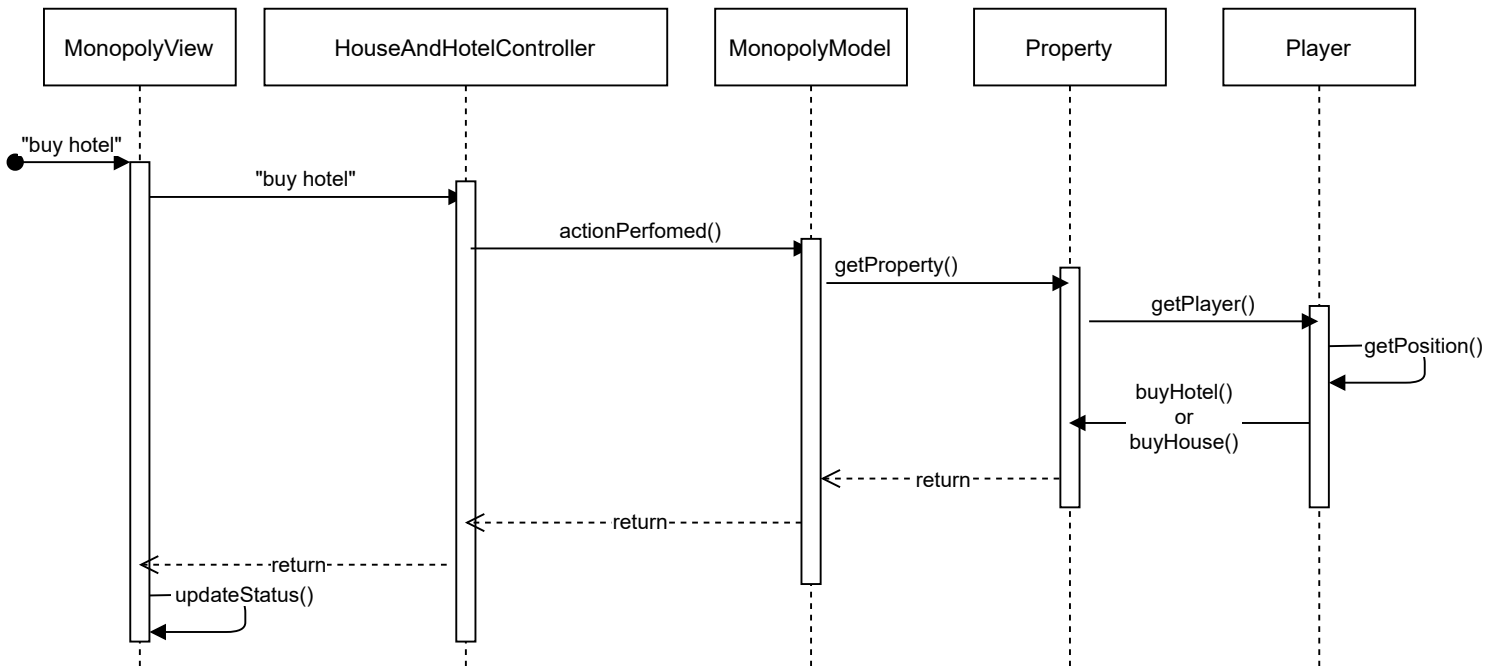 MonopolyView
HouseAndHotelController
MonopolyModel
Property
Player
"buy hotel"
"buy hotel"
actionPerfomed()
getProperty()
getPlayer()
getPosition()
buyHotel()
or
buyHouse()
return
return
return
updateStatus()